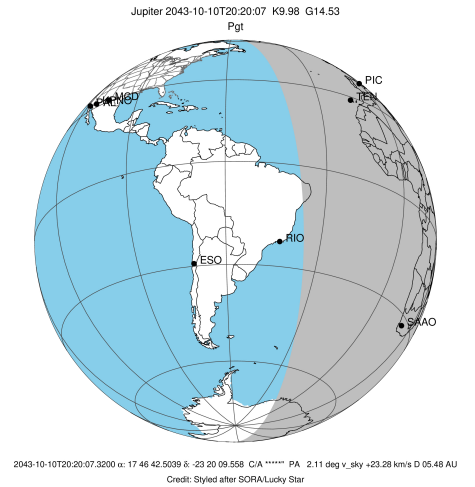 Jupiter 2043-10-10T20:20:07 K9.98 G14.53
Pgt
PIC
TEN
MGD
RIO
ESO
SAAO
2043-10-10T20:20:07.3200 α: 17 46 42.5039 δ: -23 20 09.558 C/A *****" PA 2.11 deg v_sky +23.28 km/s D 05.48 AU
Credit: Styled after SORA/Lucky Star